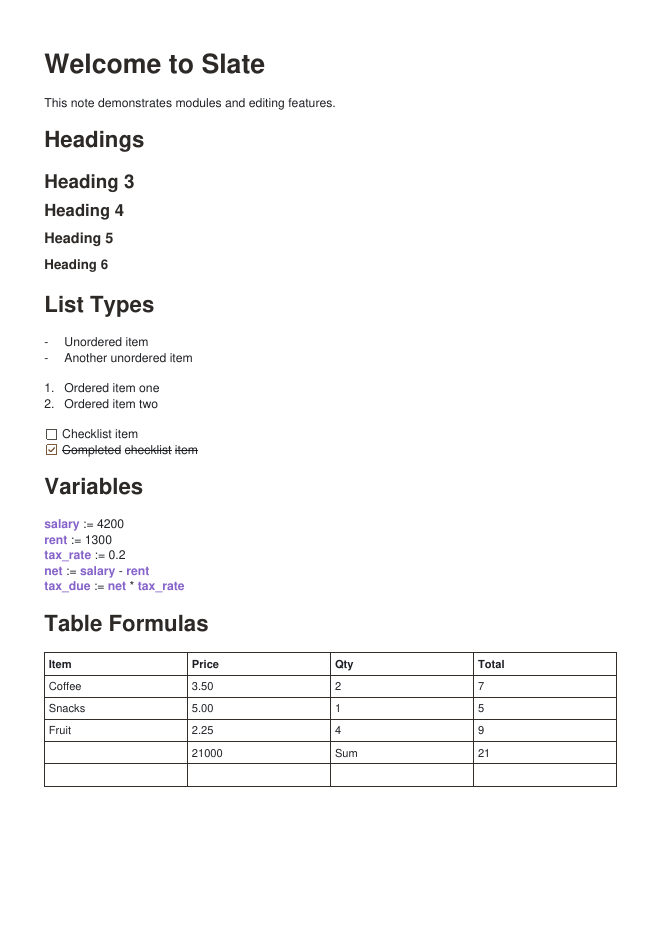 Welcome to Slate
This note demonstrates modules and editing features.
Headings
Heading 3
Heading 4
Heading 5
Heading 6
List Types
- Unordered item
- Another unordered item
1. Ordered item one
2. Ordered item two
Checklist item
Completed checklist item
Variables
salary := 4200
rent := 1300
tax_rate := 0.2
net := salary - rent
tax_due := net * tax_rate
Table Formulas
Item Price Qty Total
Coffee 3.50 2 7
Snacks 5.00 1 5
Fruit 2.25 4 9
21000 Sum 21